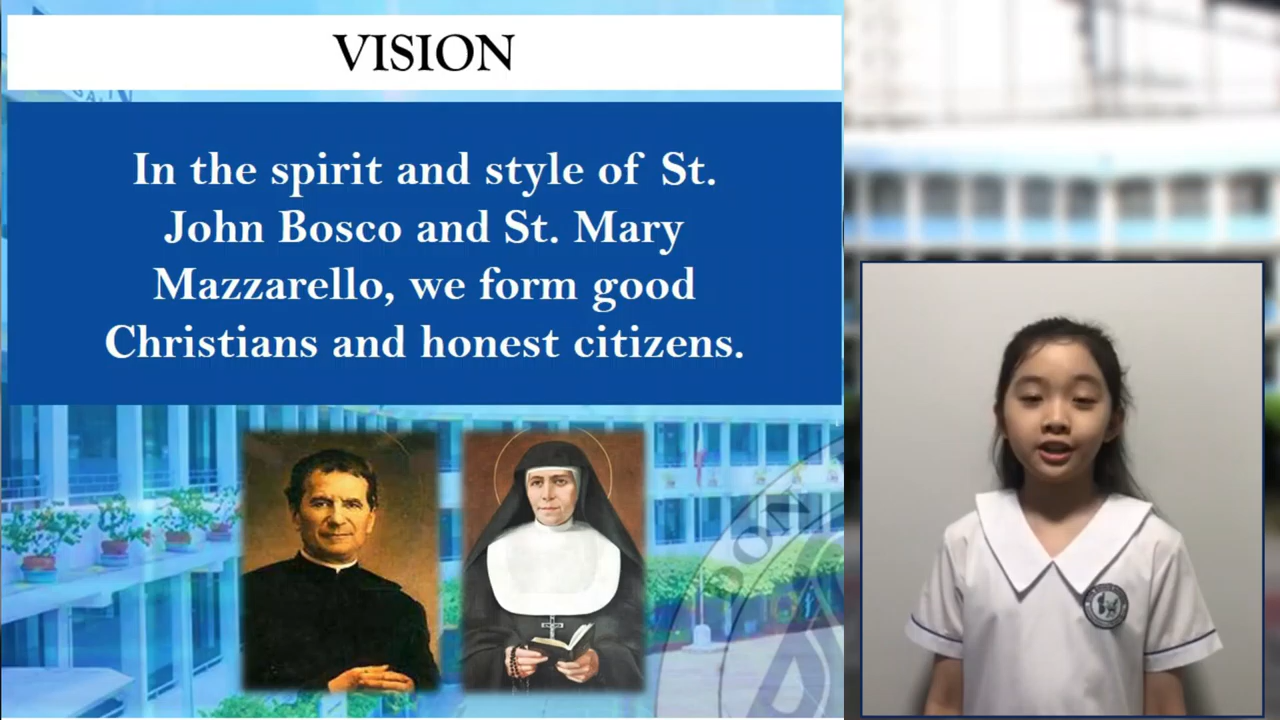 VISION
In the spirit and style of St.
John Bosco and St. Mary
Mazzarello, we form good
Christians and honest citizens.
DON